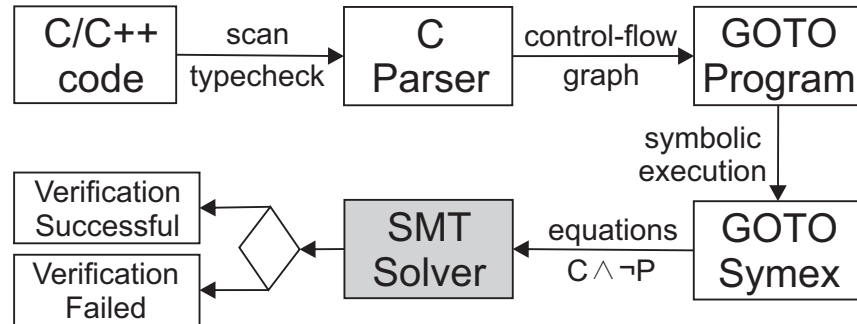 C/C++
code
scan
typecheck
C
Parser
control-flow
graph
GOTO
Program
symbolic
execution
GOTO
Symex
equations
C∧¬P
SMT
Solver
Verification
Successful
Verification
Failed